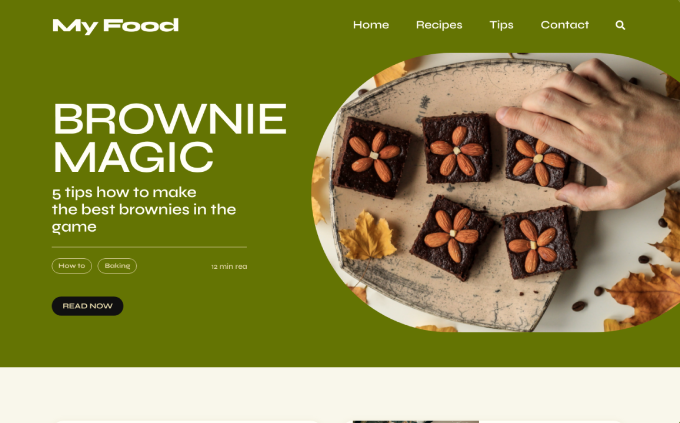 My Food
Home Recipes Tips Contact
BROWNIE
MAGIC
5 tips how to make
the best brownies in the
game
How to Baking 12 min rea
READ NOW